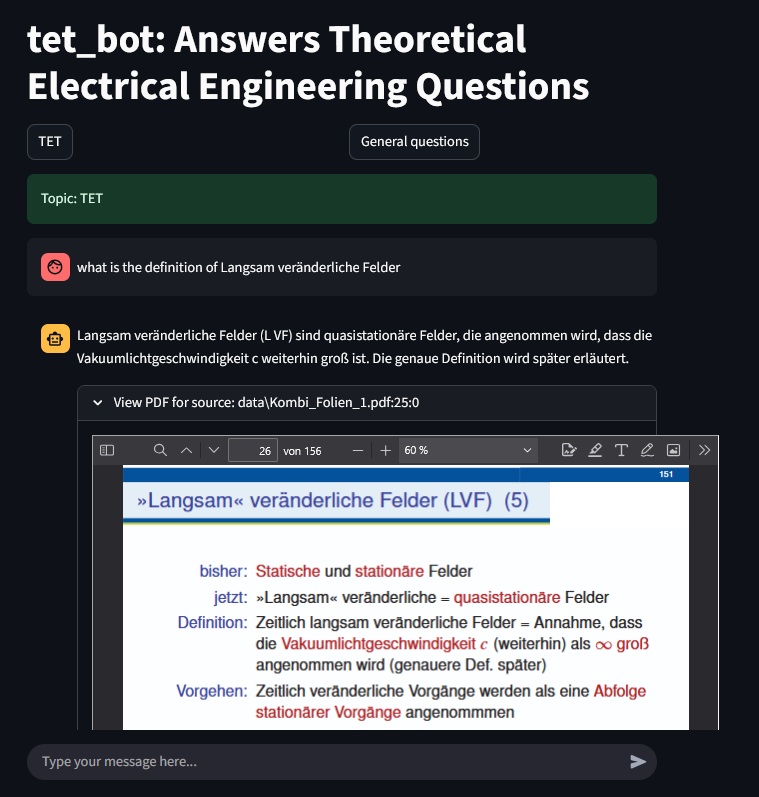 tet_bot: Answers Theoretical
Electrical Engineering Questions
TET
General questions
Topic: TET
what is the definition of Langsam veränderliche Felder
Langsam veränderliche Felder (L VF) sind quasistationäre Felder, die angenommen wird, dass die
Vakuumlichtgeschwindigkeit c weiterhin groß ist. Die genaue Definition wird später erläutert.
View PDF for source: data\Kombi_Folien_1.pdf:25:0
26 von 156
60 %
151
»Langsam« veränderliche Felder (LVF) (5)
bisher: Statische und stationäre Felder
jetzt: »Langsam« veränderliche = quasistationäre Felder
Definition: Zeitlich langsam veränderliche Felder = Annahme, dass
die Vakuumlichtgeschwindigkeit c (weiterhin) als ∞ groß
angenommen wird (genauere Def. später)
Vorgehen: Zeitlich veränderliche Vorgänge werden als eine Abfolge
stationärer Vorgänge angenommmen
Type your message here...